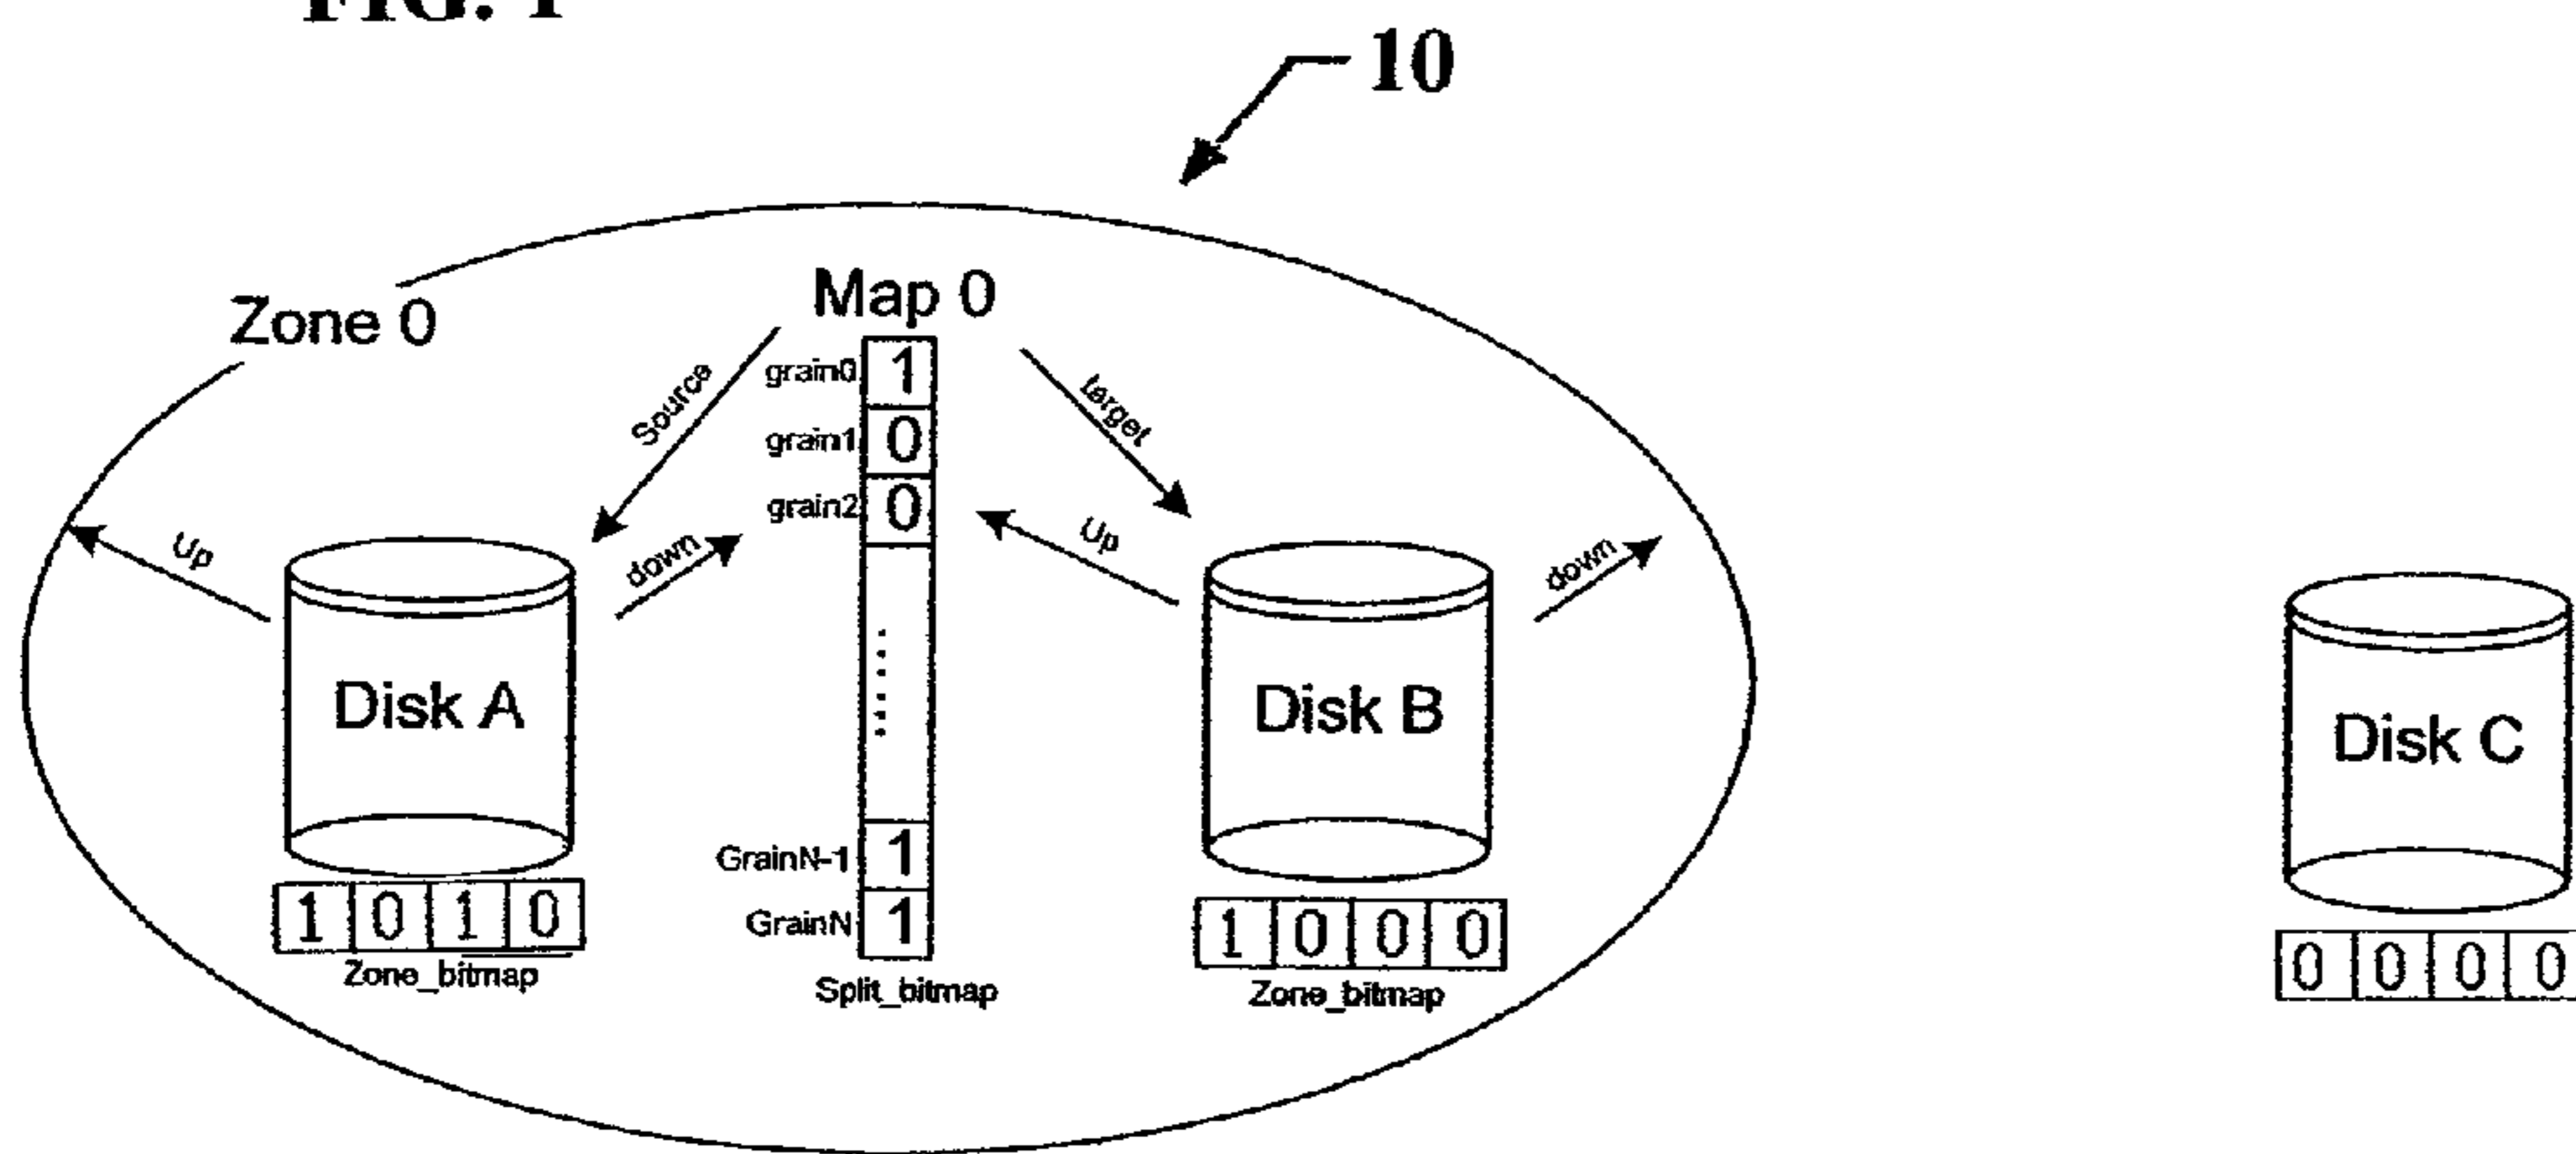 FIG. 1
10
Zone 0
Map 0
Source
target
grain0 1
grain1 0
grain2 0
Up
down
Up
down
Disk A
Disk B
Disk C
GrainN-1 1
GrainN 1
1 0 1 0
Zone_bitmap
Split_bitmap
1 0 0 0
Zone_bitmap
0 0 0 0